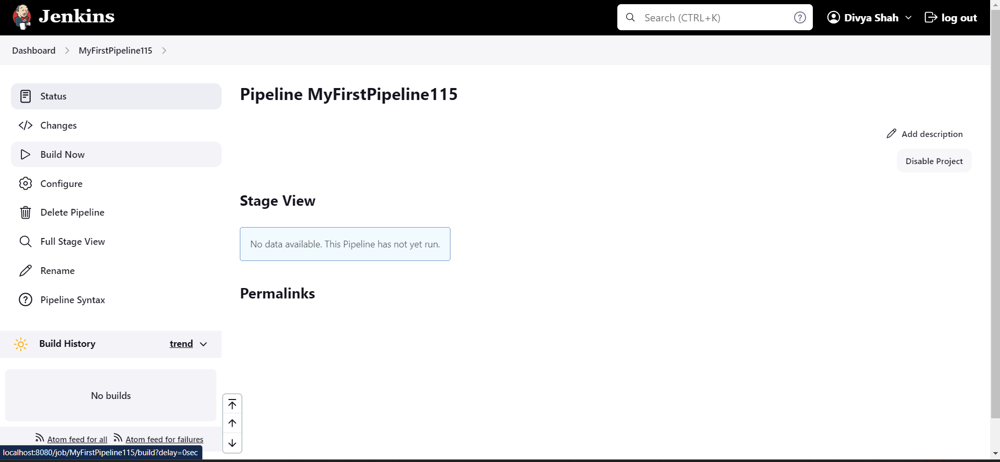 Jenkins
Search (CTRL+K)
Divya Shah
log out
Dashboard
MyFirstPipeline115
Status
Changes
Build Now
Configure
Delete Pipeline
Full Stage View
Rename
Pipeline Syntax
Build History
trend
No builds
Atom feed for all
Atom feed for failures
Pipeline MyFirstPipeline115
Add description
Disable Project
Stage View
No data available. This Pipeline has not yet run.
Permalinks
localhost:8080/job/MyFirstPipeline115/build?delay=0sec